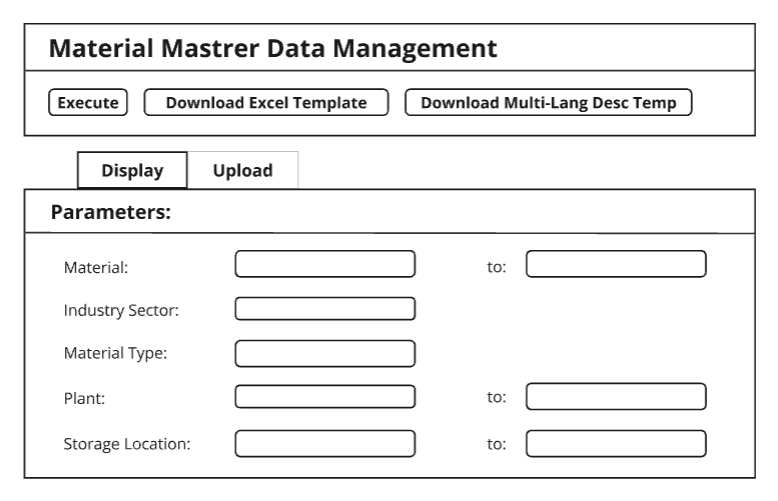 Material Mastrer Data Management
Execute Download Excel Template Download Multi-Lang Desc Temp
Display Upload
Parameters:
Material: to:
Industry Sector:
Material Type:
Plant: to:
Storage Location: to: